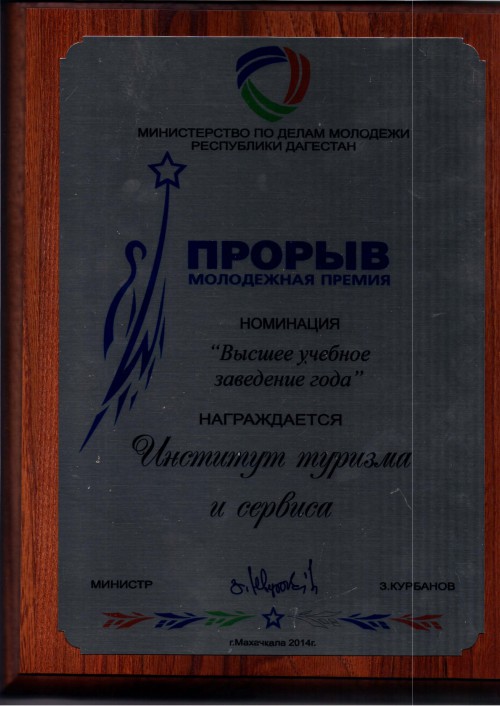 МИНИСТЕРСТВО ПО ДЕЛАМ МОЛОДЕЖИ
РЕСПУБЛИКИ ДАГЕСТАН
ПРОРЫВ
МОЛОДЕЖНАЯ ПРЕМИЯ
НОМИНАЦИЯ
"Высшее учебное
заведение года"
НАГРАЖДАЕТСЯ
Институт туризма
и сервиса
МИНИСТР З.КУРБАНОВ
г.Махачкала 2014г.